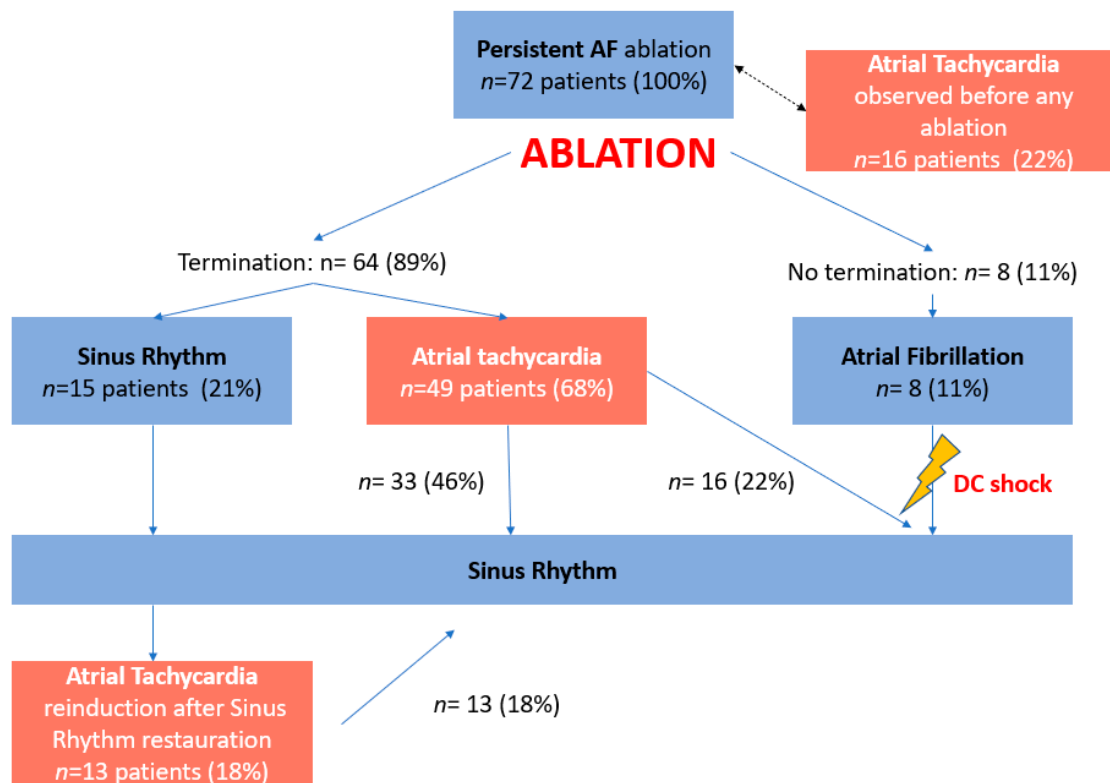 Persistent AF ablation
n=72 patients (100%)
Atrial Tachycardia
observed before any
ablation
n=16 patients  (22%)
ABLATION
Termination: n= 64 (89%)
No termination: n= 8 (11%)
Sinus Rhythm
n=15 patients  (21%)
Atrial tachycardia
n=49 patients (68%)
Atrial Fibrillation
n= 8 (11%)
n= 33 (46%)
n= 16 (22%)
DC shock
Sinus Rhythm
Atrial Tachycardia
reinduction after Sinus
Rhythm restauration
n=13 patients (18%)
n= 13 (18%)